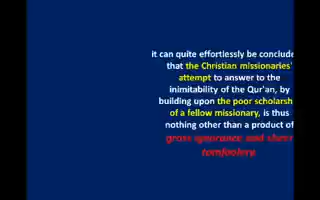 it can quite effortlessly be conclude
that the Christian missionaries'
attempt to answer to the
inimitability of the Qur'an, by
building upon the poor scholarsh
of a fellow missionary, is thus
nothing other than a product of
gross ignorance and sheer
tomfoolery